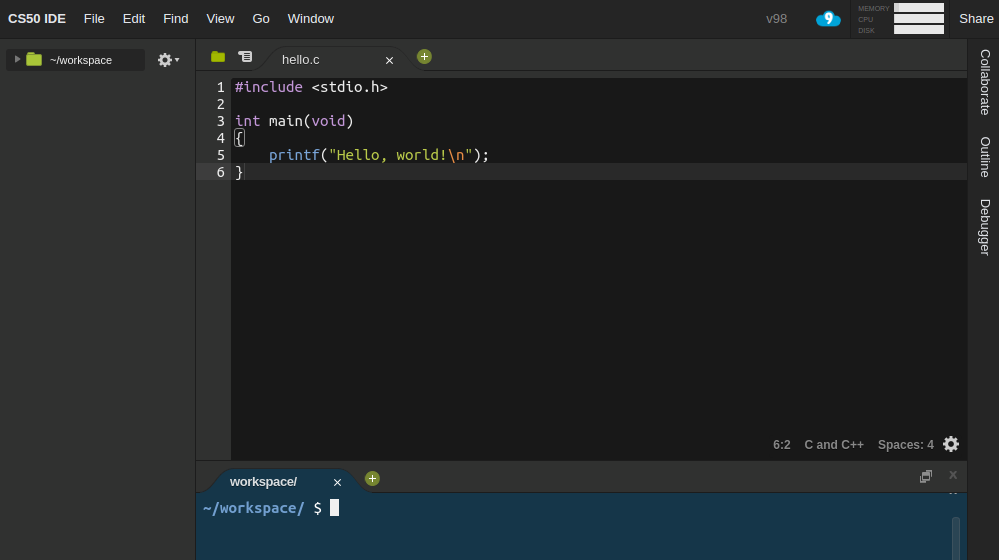 CS50 IDE File Edit Find View Go Window v98 MEMORY CPU DISK Share
~/workspace
hello.c
1 #include <stdio.h>
2
3 int main(void)
4 {
5     printf("Hello, world!\n");
6 }
6:2 C and C++ Spaces: 4
workspace/
~/workspace/ $
Collaborate
Outline
Debugger